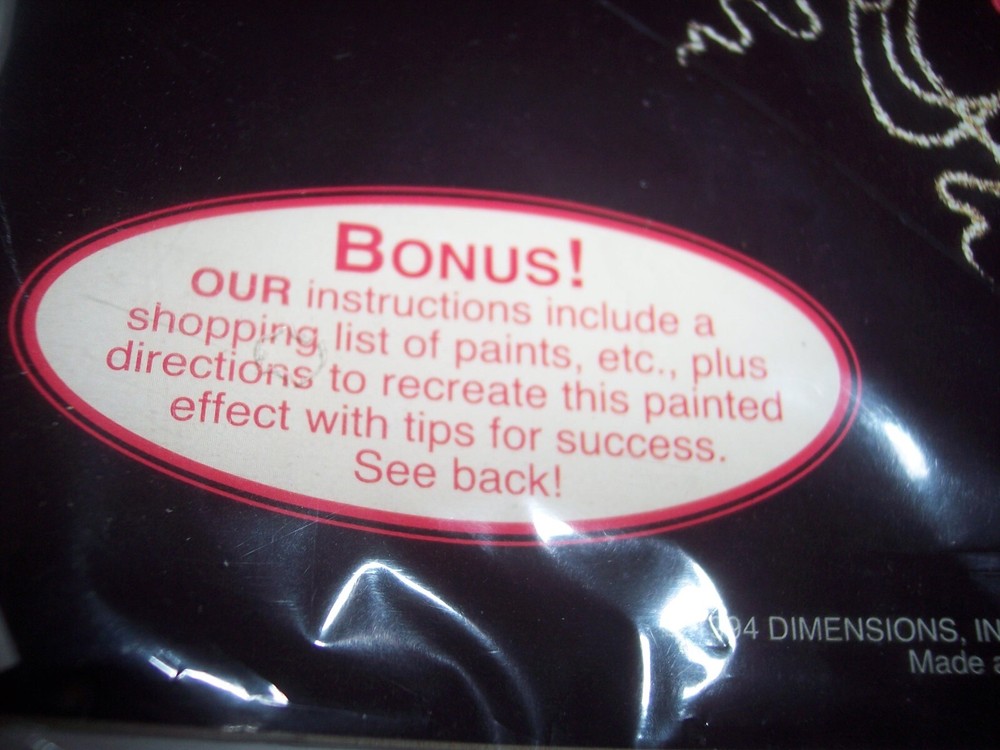 BONUS!
OUR instructions include a
shopping list of paints, etc., plus
directions to recreate this painted
effect with tips for success.
See back!
94 DIMENSIONS, IN
Made a